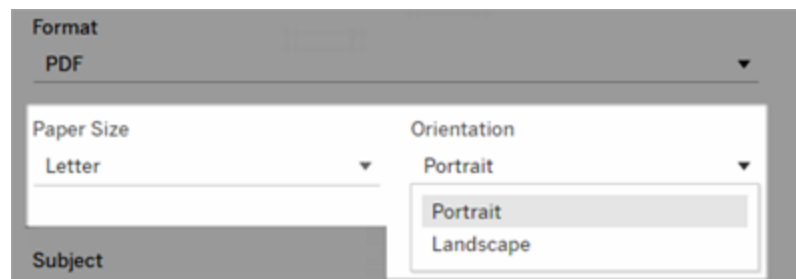 Format
PDF
Paper Size
Letter
Orientation
Portrait
Portrait
Landscape
Subject